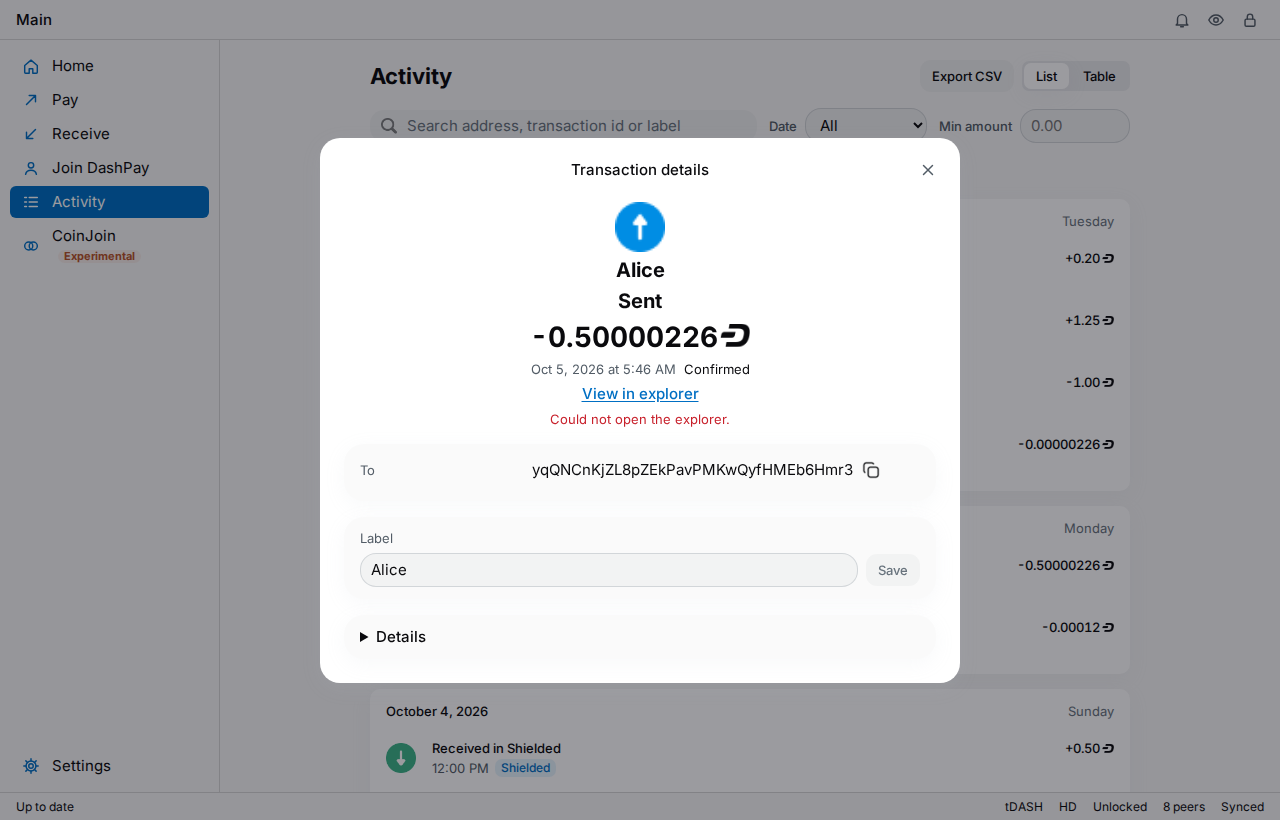 Main
Home
Pay
Receive
Join DashPay
Activity
CoinJoin
Experimental
Settings
Activity
Export CSV
List
Table
Search address, transaction id or label
Date
All
Min amount
0.00
Tuesday
+0.20
+1.25
-1.00
-0.00000226
Monday
-0.50000226
-0.00012
October 4, 2026
Sunday
Received in Shielded
+0.50
12:00 PM
Shielded
Transaction details
Alice
Sent
-0.50000226
Oct 5, 2026 at 5:46 AM Confirmed
View in explorer
Could not open the explorer.
To
yqQNCnKjZL8pZEkPavPMKwQyfHMEb6Hmr3
Label
Alice
Save
Details
Up to date
tDASH
HD
Unlocked
8 peers
Synced